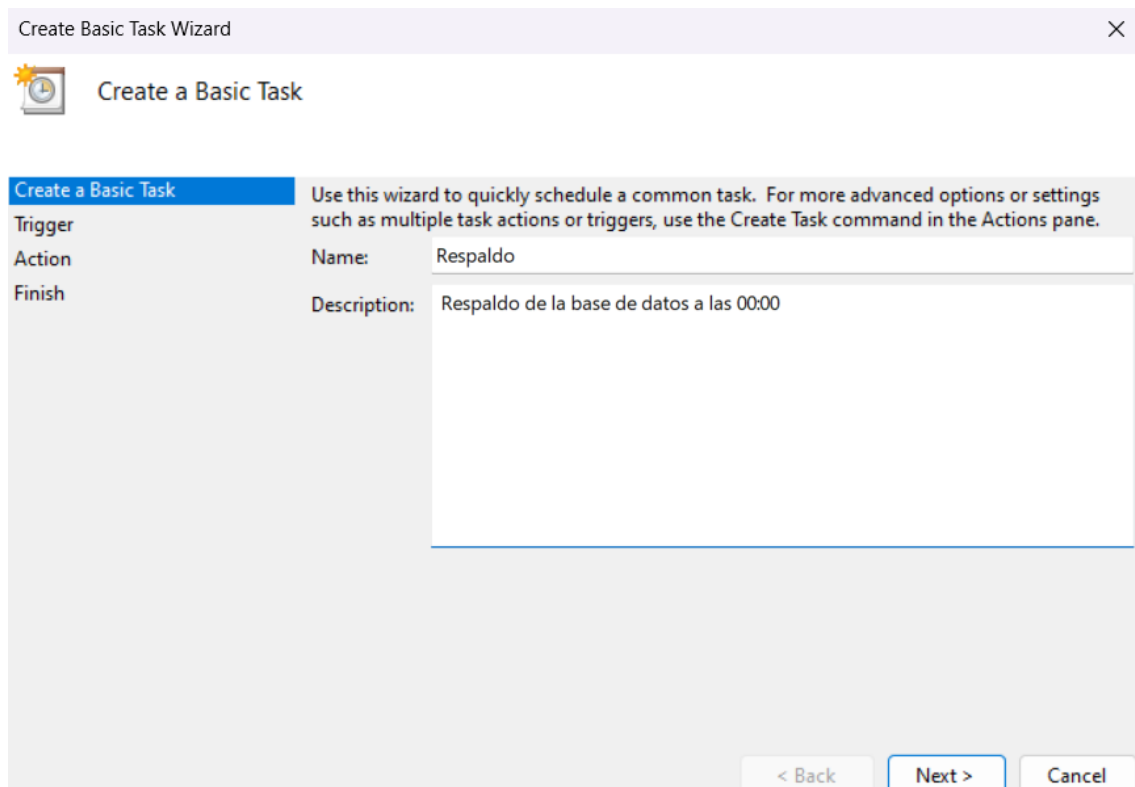 Create Basic Task Wizard
Create a Basic Task
Create a Basic Task
Trigger
Action
Finish
Use this wizard to quickly schedule a common task.  For more advanced options or settings
such as multiple task actions or triggers, use the Create Task command in the Actions pane.
Name: Respaldo
Description: Respaldo de la base de datos a las 00:00
< Back Next > Cancel